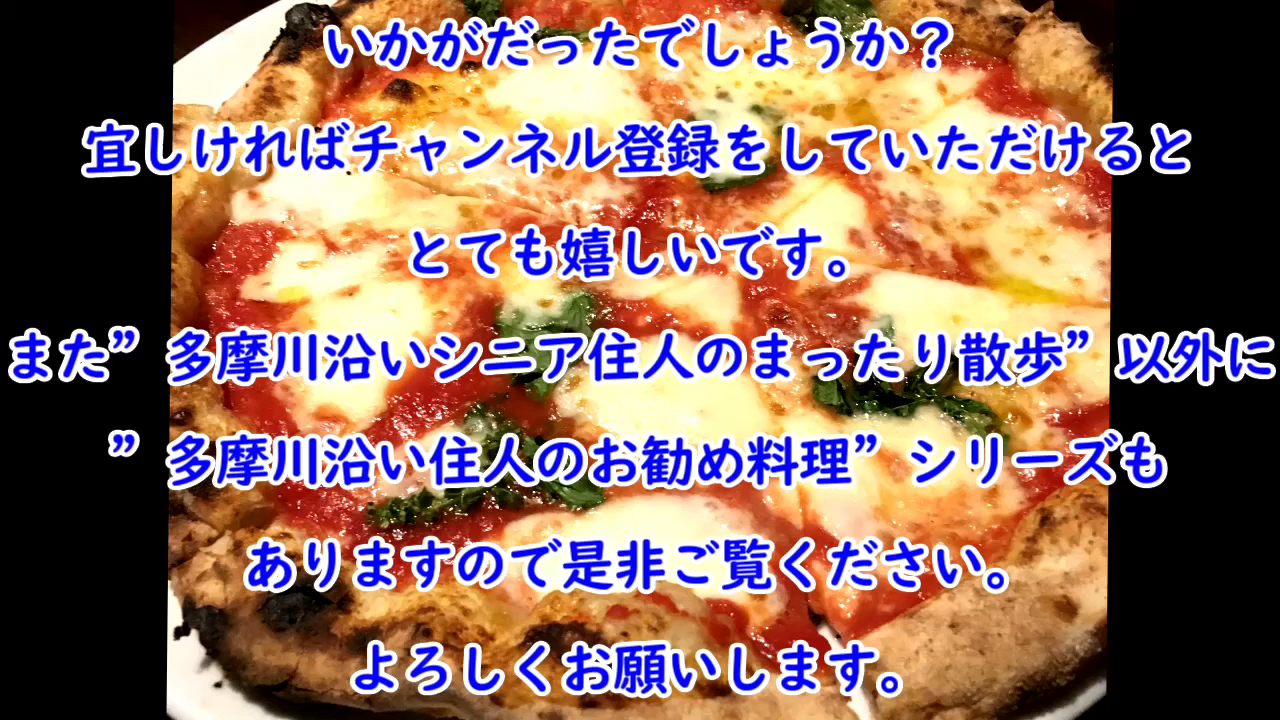 いかがだったでしょうか？
宜しければチャンネル登録をしていただけると
とても嬉しいです。
また”多摩川沿いシニア住人のまったり散歩”以外に
”多摩川沿い住人のお勧め料理”シリーズも
ありますので是非ご覧ください。
よろしくお願いします。